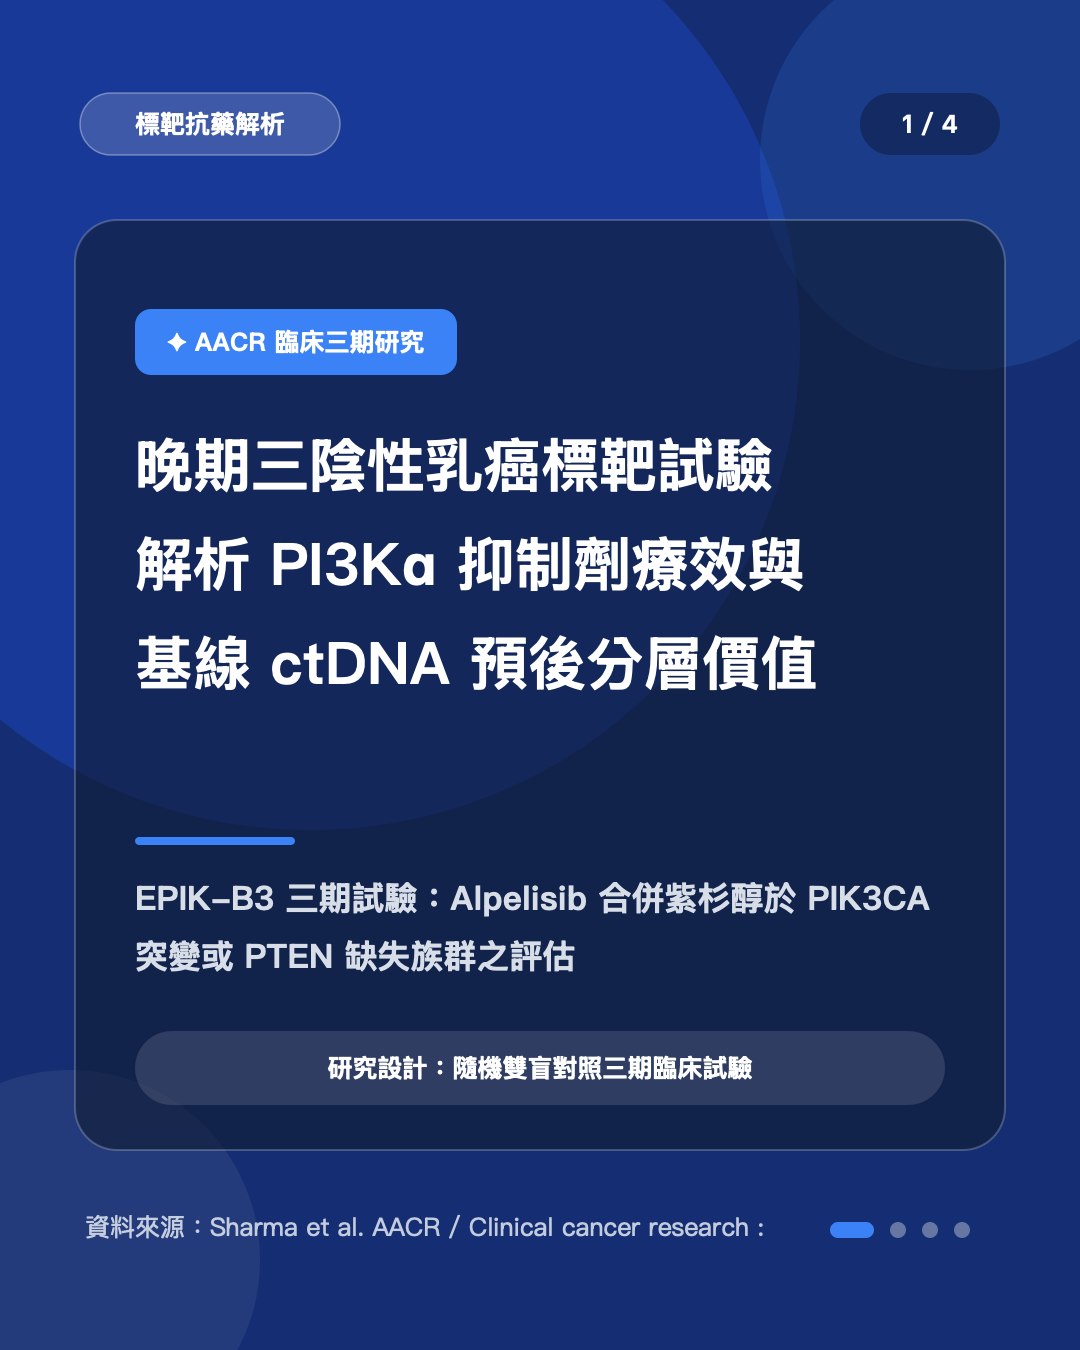 標靶抗藥解析
1 / 4
✦ AACR 臨床三期研究
晚期三陰性乳癌標靶試驗
解析 PI3Kα 抑制劑療效與
基線 ctDNA 預後分層價值
EPIK–B3 三期試驗：Alpelisib 合併紫杉醇於 PIK3CA
突變或 PTEN 缺失族群之評估
研究設計：隨機雙盲對照三期臨床試驗
資料來源：Sharma et al. AACR / Clinical cancer research :